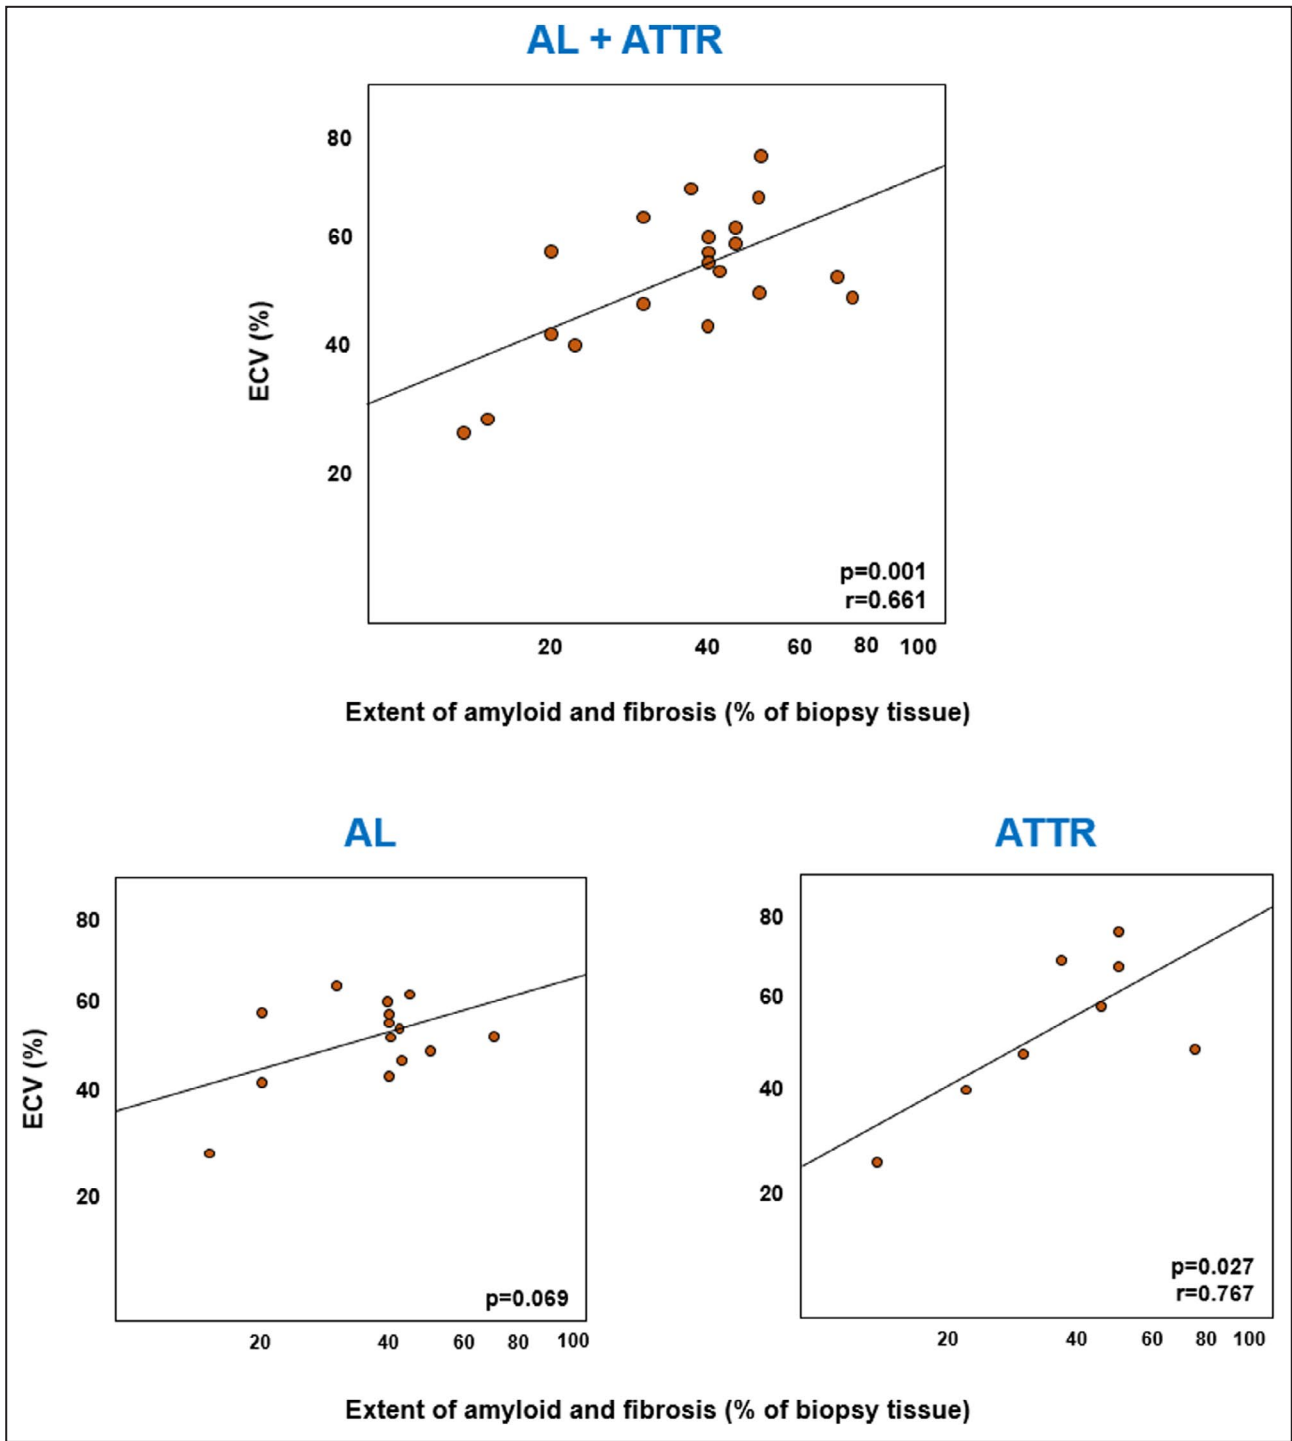 AL + ATTR
80
60
40
20
ECV (%)
p=0.001
r=0.661
20 40 60 80 100
Extent of amyloid and fibrosis (% of biopsy tissue)
AL
80
60
40
20
ECV (%)
p=0.069
20 40 60 80 100
ATTR
80
60
40
20
p=0.027
r=0.767
20 40 60 80 100
Extent of amyloid and fibrosis (% of biopsy tissue)